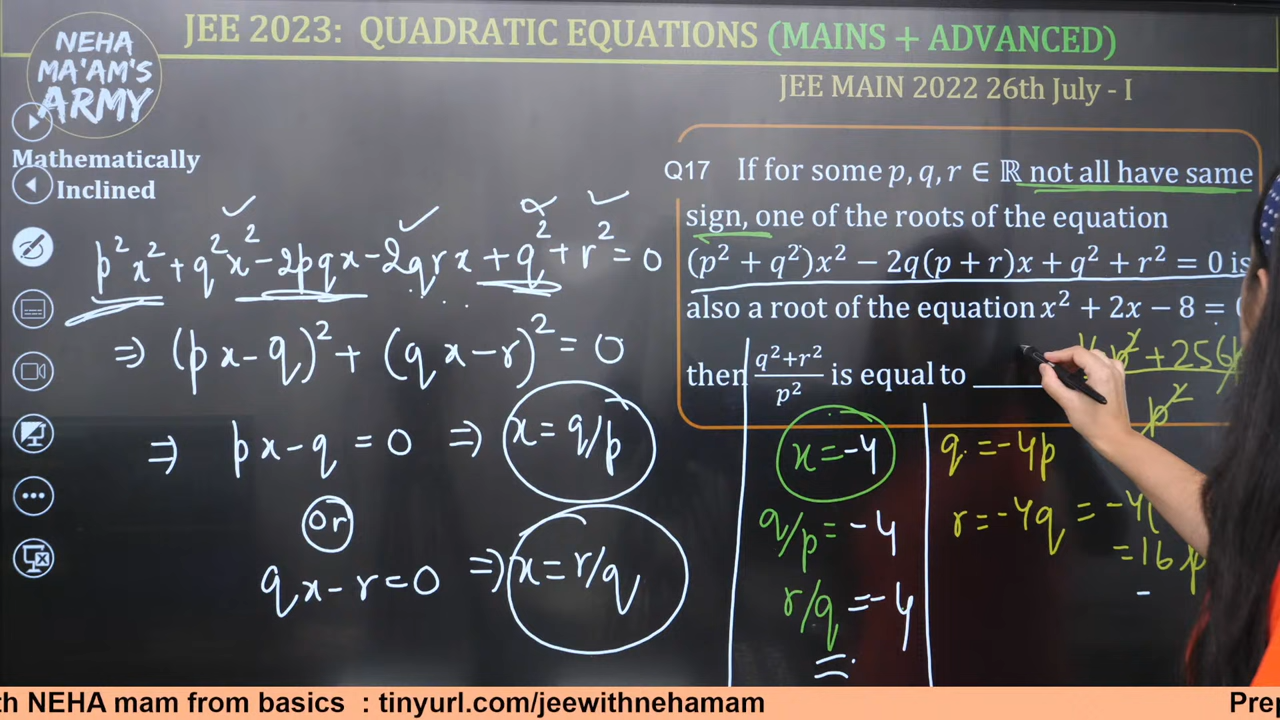 NEHA
MA'AM'S
ARMY
JEE 2023: QUADRATIC EQUATIONS (MAINS + ADVANCED)
JEE MAIN 2022 26th July - I
Mathematically
Inclined
Q17 If for some p, q, r ∈ ℝ not all have same
sign, one of the roots of the equation
(p² + q²)x² − 2q(p + r)x + q² + r² = 0 is
also a root of the equation x² + 2x − 8 =
then (q²+r²)/p² is equal to ______
p²x² + q²x² − 2pqx − 2qrx + q² + r² = 0
⇒ (px − q)² + (qx − r)² = 0
⇒ px − q = 0 ⇒ x = q/p
Or
qx − r = 0 ⇒ x = r/q
x = −4
q/p = −4
r/q = −4
q = −4p
r = −4q = −4(
= 16p
p² + 256
p²
NEHA mam from basics : tinyurl.com/jeewithnehamam